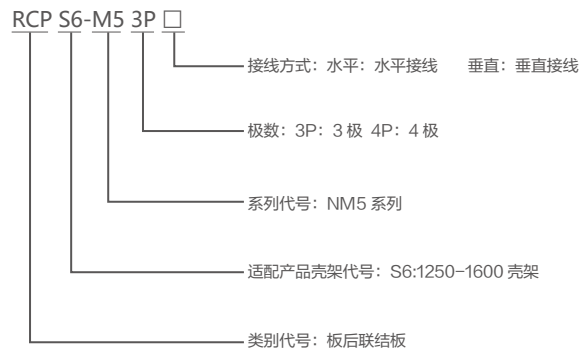 RCP S6-M5 3P □
接线方式：水平：水平接线 垂直：垂直接线
极数：3P：3 极 4P：4 极
系列代号：NM5 系列
适配产品壳架代号：S6:1250-1600 壳架
类别代号：板后联结板